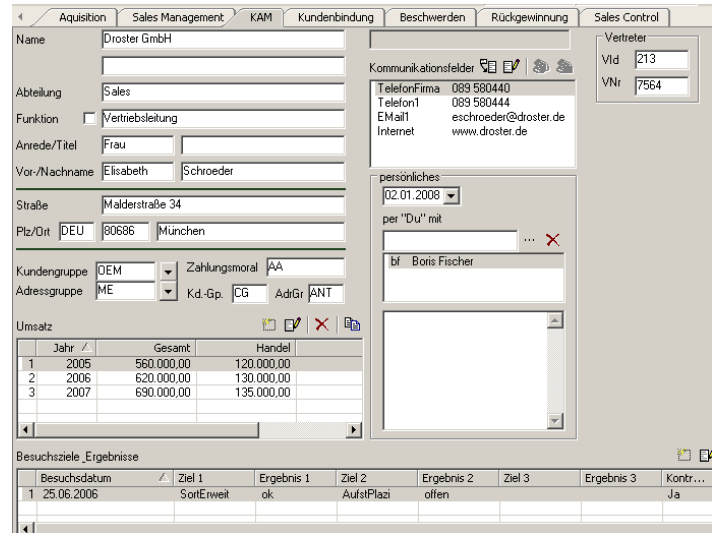 Aquisition Sales Management KAM Kundenbindung Beschwerden Rückgewinnung Sales Control
Name Droster GmbH
Abteilung Sales
Funktion Vertriebsleitung
Anrede/Titel Frau
Vor-/Nachname Elisabeth Schroeder
Straße Malderstraße 34
Plz/Ort DEU 80686 München
Kundengruppe OEM Zahlungsmoral AA
Adressgruppe ME Kd.-Gp. CG AdrGr ANT
Kommunikationsfelder
TelefonFirma 089 580440
Telefon1 089 580444
EMail1 eschroeder@droster.de
Internet www.droster.de
Vertreter
VId 213
VNr 7564
persönliches
02.01.2008
per "Du" mit
...
bf Boris Fischer
Umsatz
Jahr Gesamt Handel
1 2005 560.000,00 120.000,00
2 2006 620.000,00 130.000,00
3 2007 690.000,00 135.000,00
Besuchsziele_Ergebnisse
Besuchsdatum Ziel 1 Ergebnis 1 Ziel 2 Ergebnis 2 Ziel 3 Ergebnis 3 Kontr...
1 25.06.2006 SortErweit ok AufstPlazi offen Ja